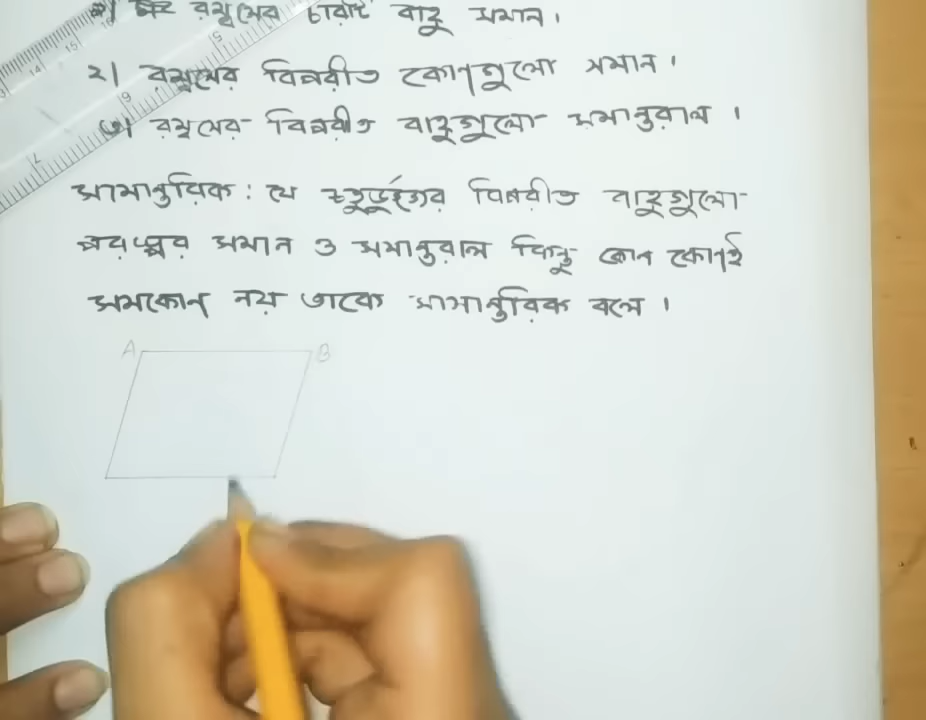 রম্বসের চারটি বাহু সমান।
২। রম্বসের বিপরীত কোণগুলো সমান।
৩। রম্বসের বিপরীত বাহুগুলো সমান্তরাল।
সামান্তরিক: যে চতুর্ভুজের বিপরীত বাহুগুলো
পরস্পর সমান ও সমান্তরাল কিন্তু কোন কোণই
সমকোন নয় তাকে সামান্তরিক বলে।
A B